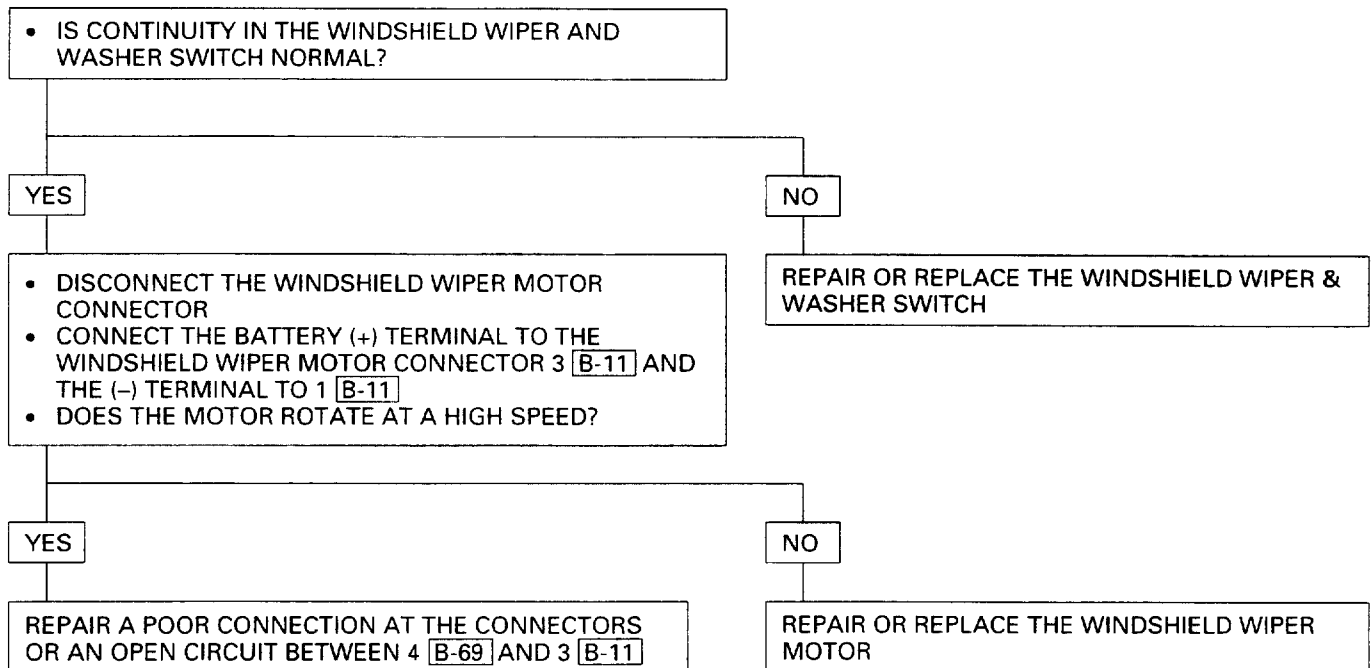 • IS CONTINUITY IN THE WINDSHIELD WIPER AND
WASHER SWITCH NORMAL?
YES
NO
• DISCONNECT THE WINDSHIELD WIPER MOTOR
CONNECTOR
• CONNECT THE BATTERY (+) TERMINAL TO THE
WINDSHIELD WIPER MOTOR CONNECTOR 3 B-11 AND
THE (–) TERMINAL TO 1 B-11
• DOES THE MOTOR ROTATE AT A HIGH SPEED?
REPAIR OR REPLACE THE WINDSHIELD WIPER &
WASHER SWITCH
YES
NO
REPAIR A POOR CONNECTION AT THE CONNECTORS
OR AN OPEN CIRCUIT BETWEEN 4 B-69 AND 3 B-11
REPAIR OR REPLACE THE WINDSHIELD WIPER
MOTOR